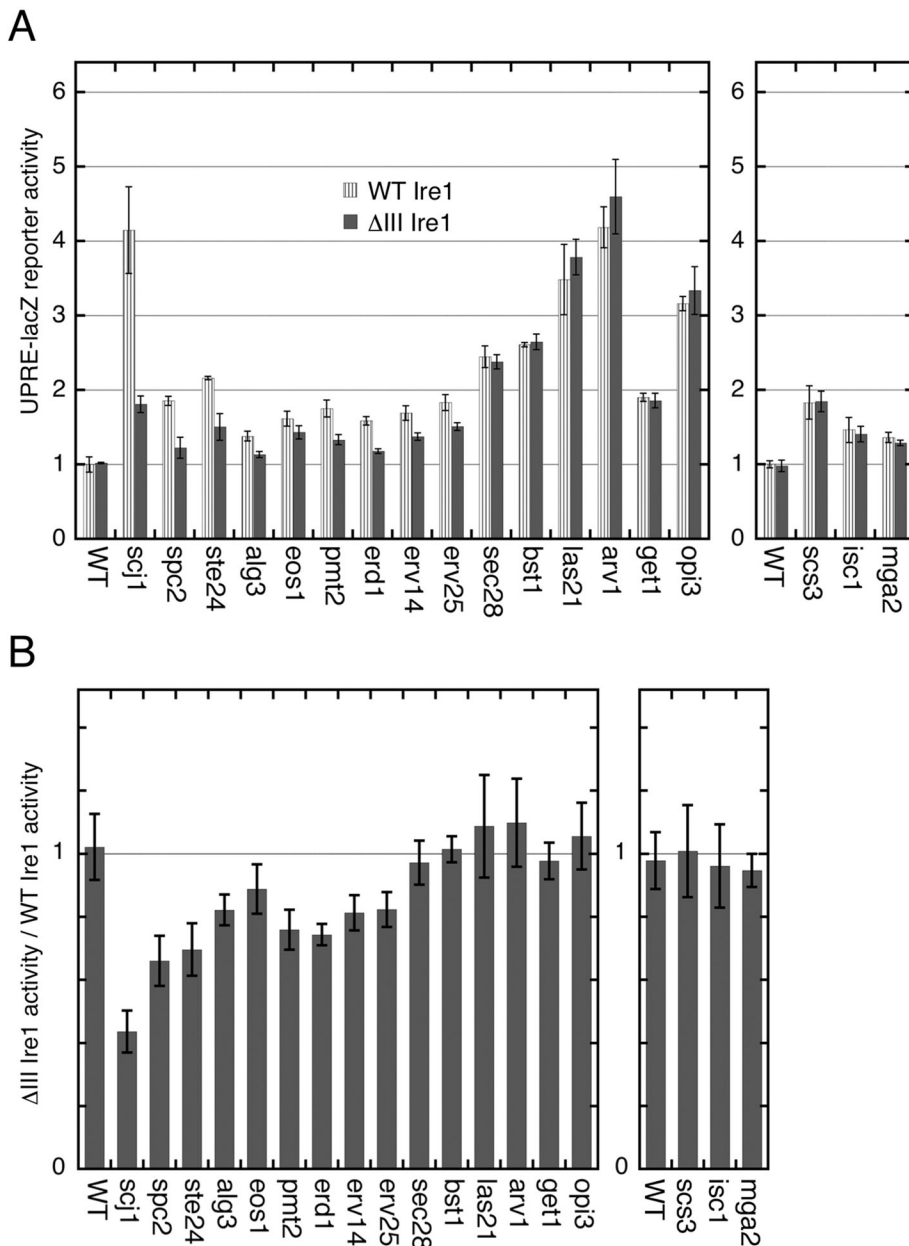 A
UPRE-lacZ reporter activity
6
5
4
3
2
1
0
WT Ire1
ΔIII Ire1
WT
scj1
spc2
ste24
alg3
eos1
pmt2
erd1
erv14
erv25
sec28
bst1
las21
arv1
get1
opi3
6
5
4
3
2
1
0
WT
scs3
isc1
mga2
B
ΔIII Ire1 activity / WT Ire1 activity
1
0
WT
scj1
spc2
ste24
alg3
eos1
pmt2
erd1
erv14
erv25
sec28
bst1
las21
arv1
get1
opi3
1
0
WT
scs3
isc1
mga2